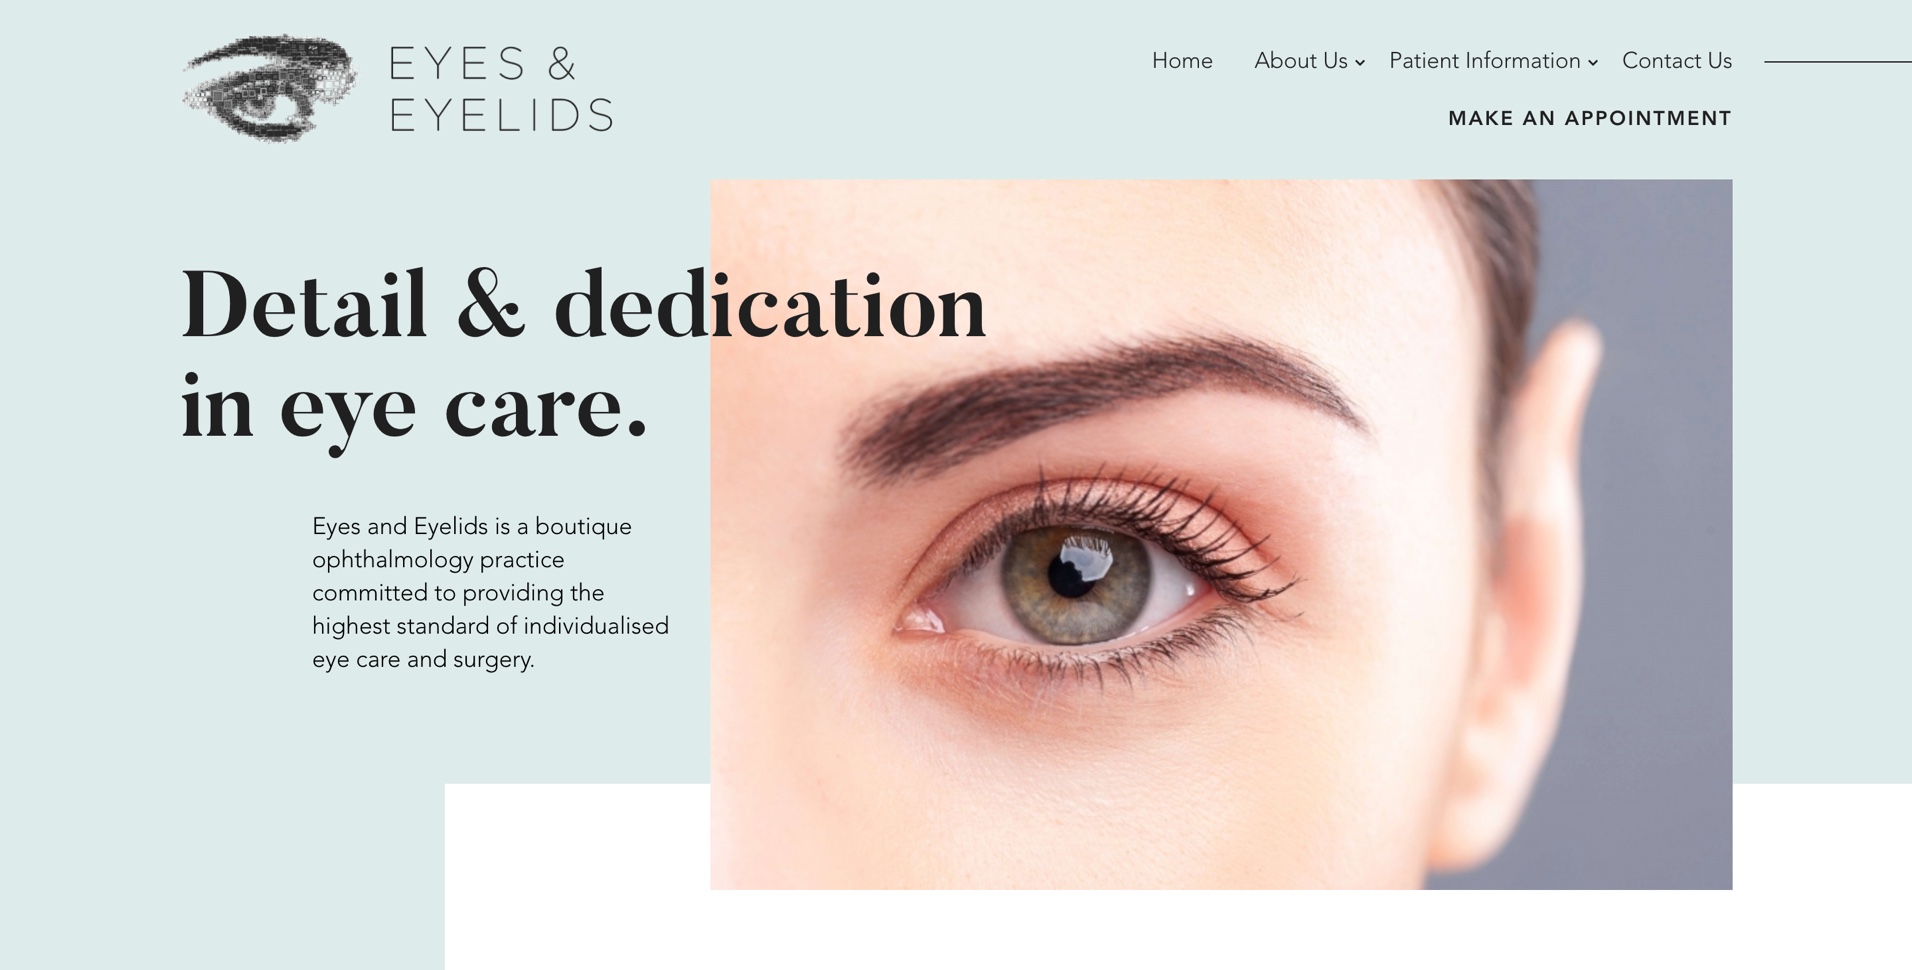 EYES &
EYELIDS
Home About Us Patient Information Contact Us
MAKE AN APPOINTMENT
Detail & dedication
in eye care.
Eyes and Eyelids is a boutique
ophthalmology practice
committed to providing the
highest standard of individualised
eye care and surgery.